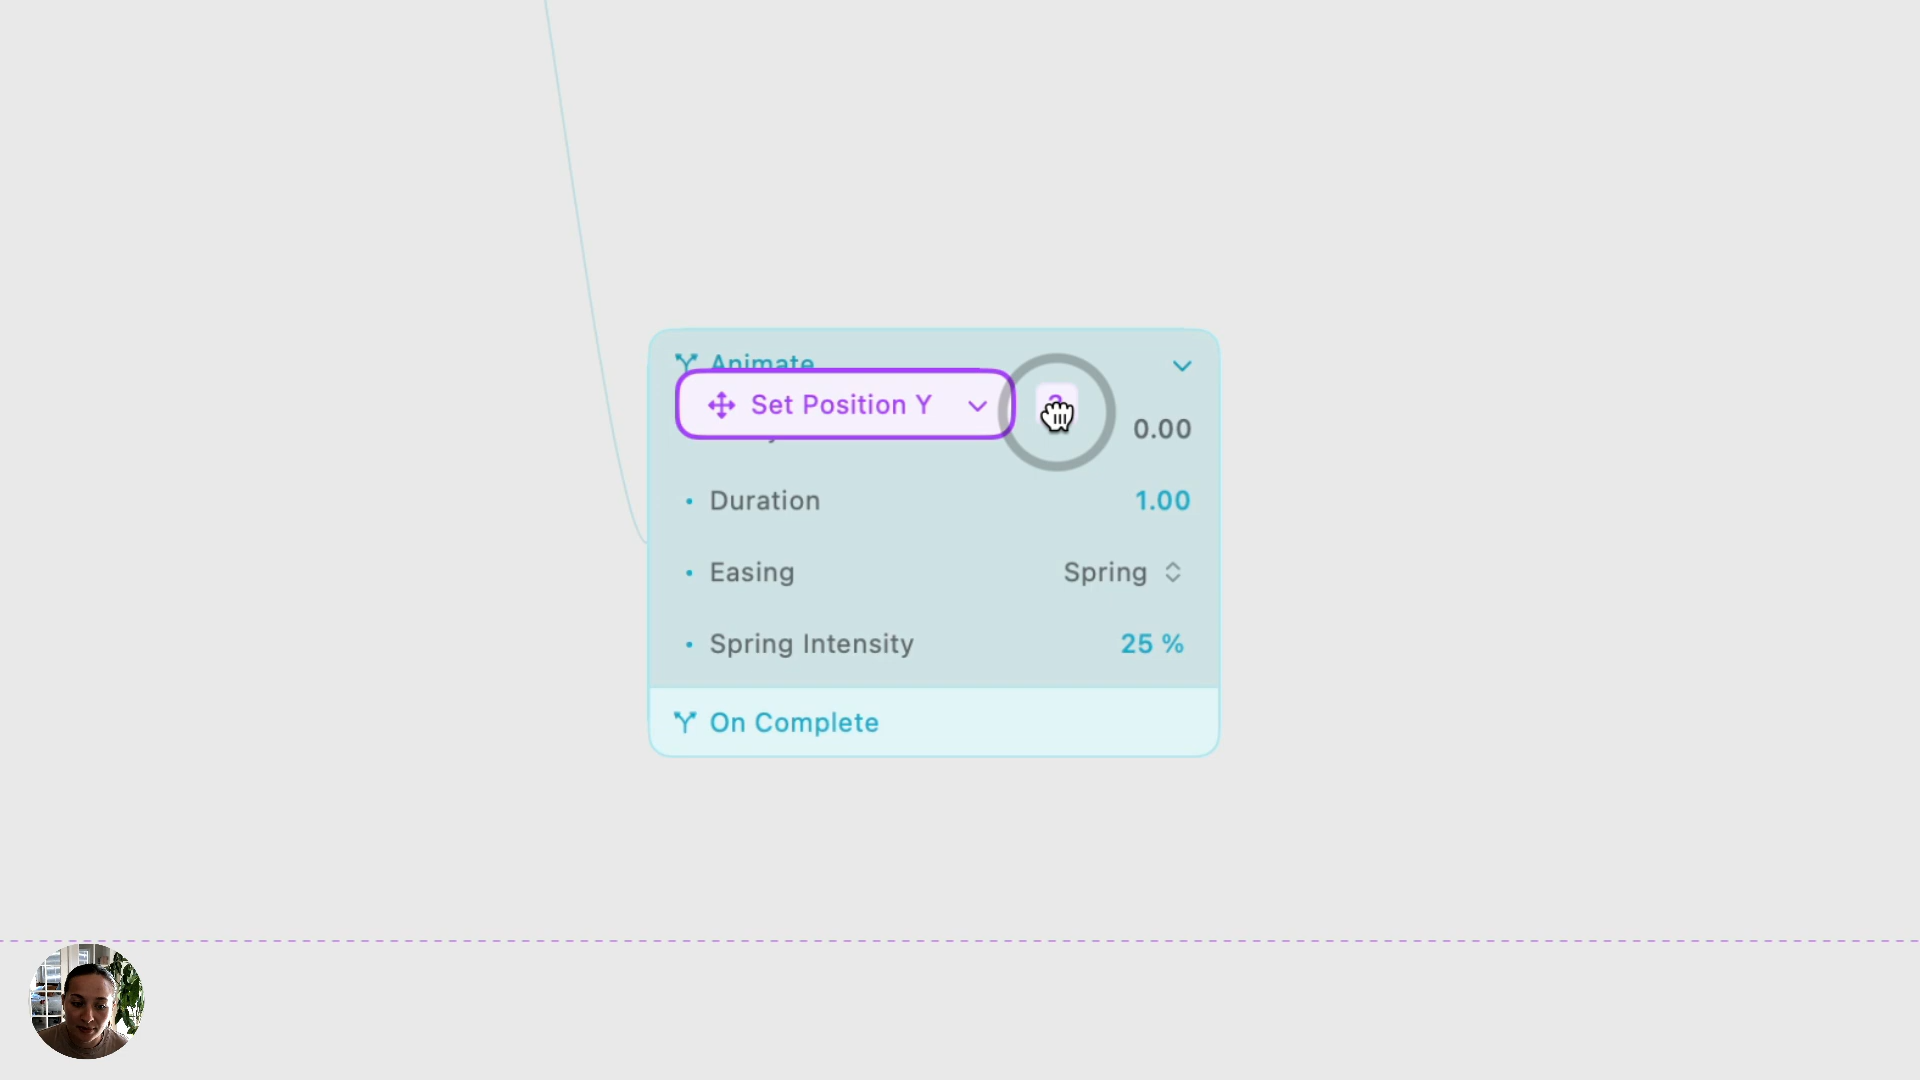 Animate
Set Position Y
0.00
Duration 1.00
Easing Spring
Spring Intensity 25 %
On Complete